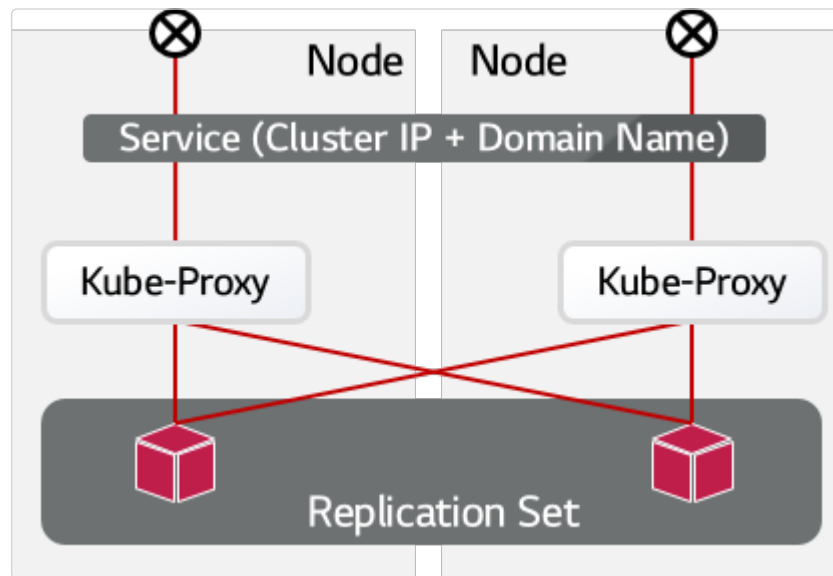 Node
Node
Service (Cluster IP + Domain Name)
Kube-Proxy
Kube-Proxy
Replication Set